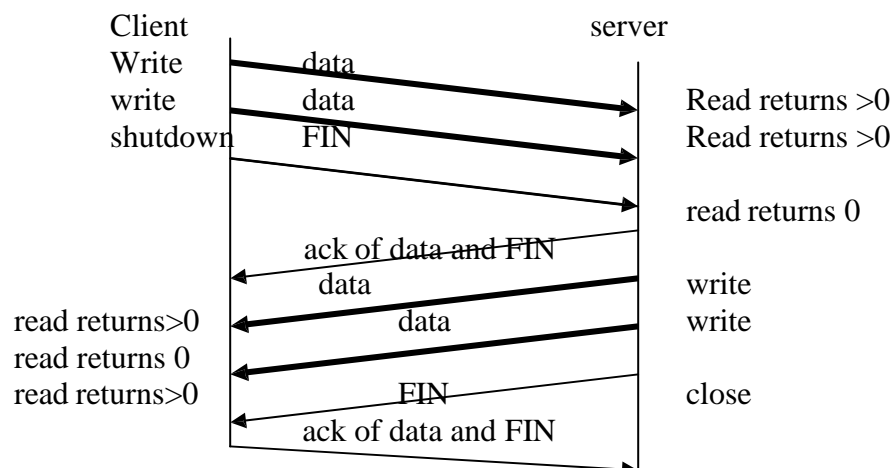 Client server
Write data
write data Read returns >0
shutdown FIN Read returns >0
read returns 0
ack of data and FIN
data write
read returns>0 data write
read returns 0
read returns>0 FIN close
ack of data and FIN